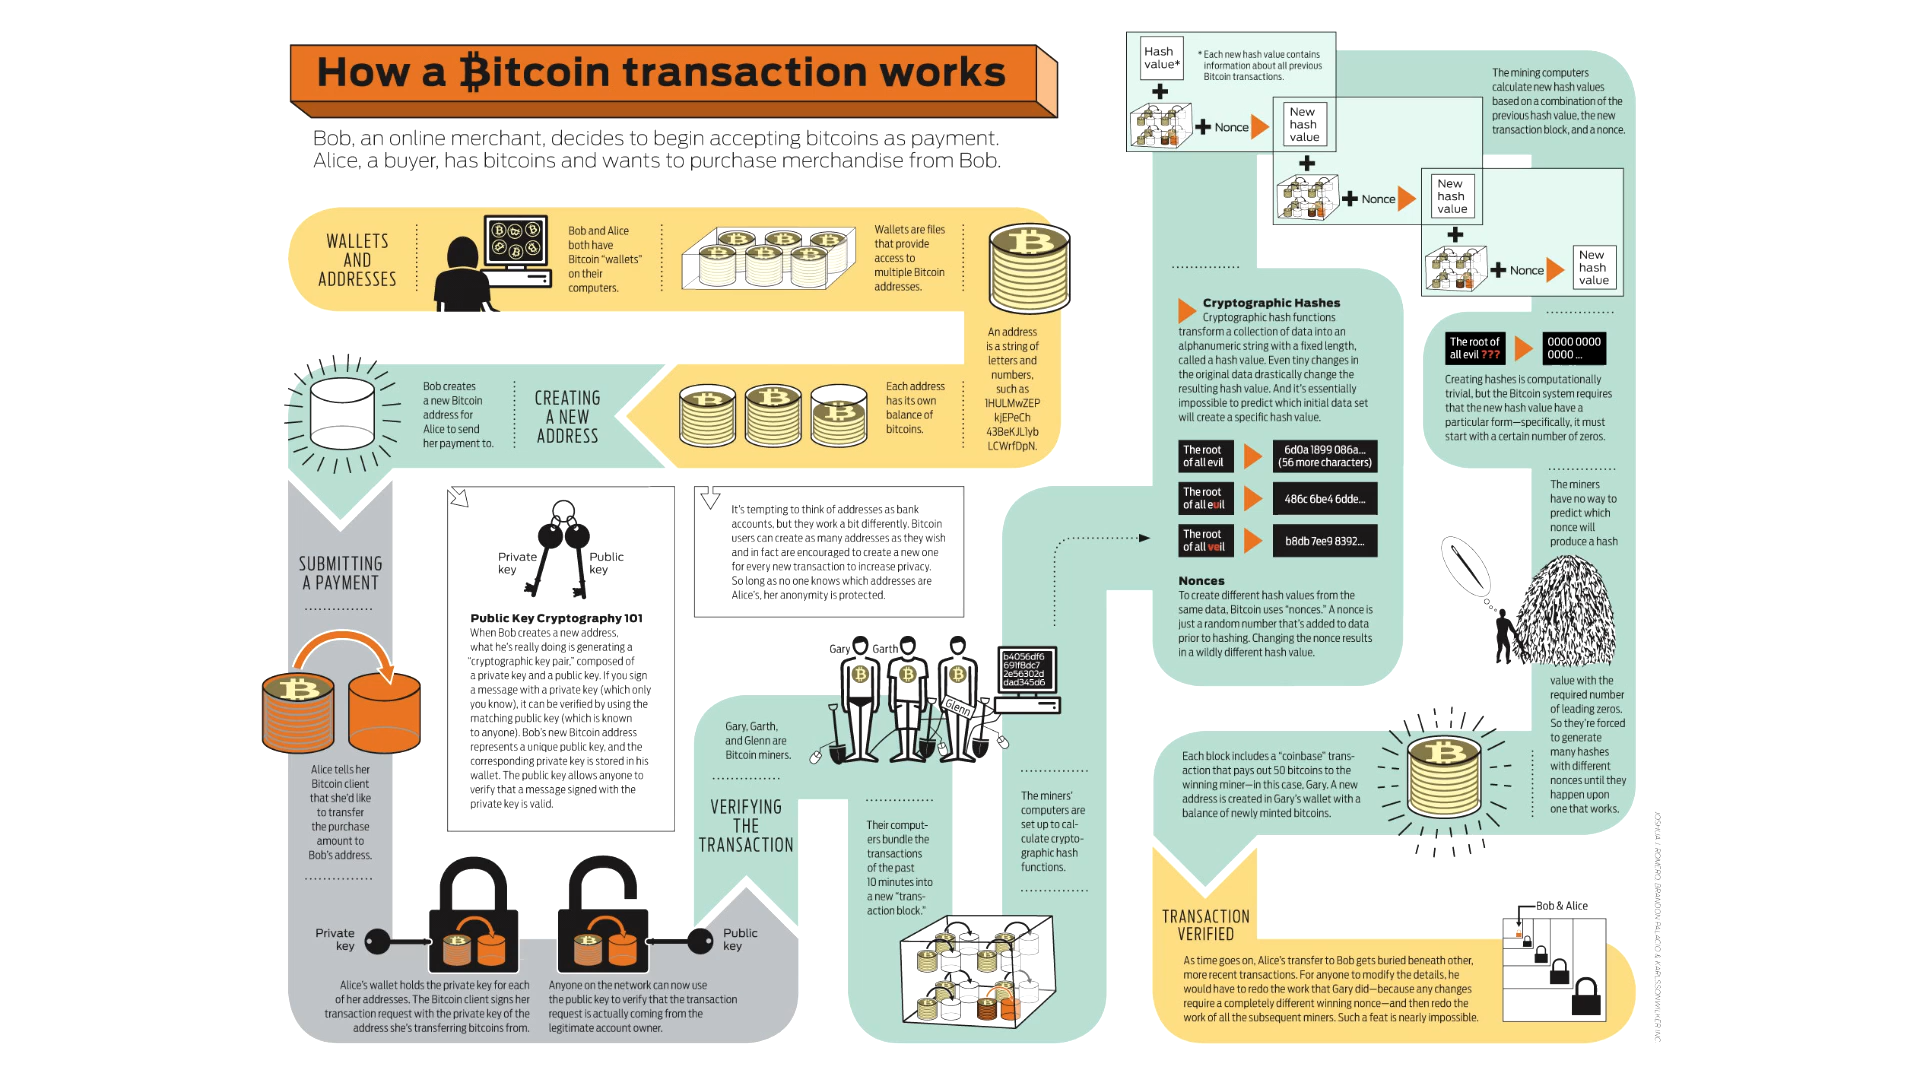 How a Bitcoin transaction works
Bob, an online merchant, decides to begin accepting bitcoins as payment.
Alice, a buyer, has bitcoins and wants to purchase merchandise from Bob.
WALLETS
AND
ADDRESSES
Bob and Alice
both have
Bitcoin “wallets”
on their
computers.
Wallets are files
that provide
access to
multiple Bitcoin
addresses.
An address
is a string of
letters and
numbers,
such as
1HULMwZEP
kjEPeCh
43BeKJL1yb
LCWrfDpN.
Each address
has its own
balance of
bitcoins.
CREATING
A NEW
ADDRESS
Bob creates
a new Bitcoin
address for
Alice to send
her payment to.
SUBMITTING
A PAYMENT
Alice tells her
Bitcoin client
that she’d like
to transfer
the purchase
amount to
Bob’s address.
Private
key
Public
key
Public Key Cryptography 101
When Bob creates a new address,
what he’s really doing is generating a
“cryptographic key pair,” composed of
a private key and a public key. If you sign
a message with a private key (which only
you know), it can be verified by using the
matching public key (which is known
to anyone). Bob’s new Bitcoin address
represents a unique public key, and the
corresponding private key is stored in his
wallet. The public key allows anyone to
verify that a message signed with the
private key is valid.
It’s tempting to think of addresses as bank
accounts, but they work a bit differently. Bitcoin
users can create as many addresses as they wish
and in fact are encouraged to create a new one
for every new transaction to increase privacy.
So long as no one knows which addresses are
Alice’s, her anonymity is protected.
Private
key
Public
key
Alice’s wallet holds the private key for each
of her addresses. The Bitcoin client signs her
transaction request with the private key of the
address she’s transferring bitcoins from.
Anyone on the network can now use
the public key to verify that the transaction
request is actually coming from the
legitimate account owner.
VERIFYING
THE
TRANSACTION
Gary, Garth,
and Glenn are
Bitcoin miners.
Gary
Garth
Glenn
b4056df6
691f8dc7
2e56302d
dad345d6
Their comput-
ers bundle the
transactions
of the past
10 minutes into
a new “trans-
action block.”
The miners’
computers are
set up to cal-
culate crypto-
graphic hash
functions.
Hash
value*
* Each new hash value contains
information about all previous
Bitcoin transactions.
+
+ Nonce
New
hash
value
+
+ Nonce
New
hash
value
+
+ Nonce
New
hash
value
The mining computers
calculate new hash values
based on a combination of the
previous hash value, the new
transaction block, and a nonce.
Cryptographic Hashes
Cryptographic hash functions
transform a collection of data into an
alphanumeric string with a fixed length,
called a hash value. Even tiny changes in
the original data drastically change the
resulting hash value. And it’s essentially
impossible to predict which initial data set
will create a specific hash value.
The root
of all evil
6d0a 1899 086a...
(56 more characters)
The root
of all euil
486c 6be4 6dde...
The root
of all veil
b8db 7ee9 8392...
Nonces
To create different hash values from the
same data, Bitcoin uses “nonces.” A nonce is
just a random number that’s added to data
prior to hashing. Changing the nonce results
in a wildly different hash value.
The root of
all evil ???
0000 0000
0000 ...
Creating hashes is computationally
trivial, but the Bitcoin system requires
that the new hash value have a
particular form—specifically, it must
start with a certain number of zeros.
The miners
have no way to
predict which
nonce will
produce a hash
value with the
required number
of leading zeros.
So they’re forced
to generate
many hashes
with different
nonces until they
happen upon
one that works.
Each block includes a “coinbase” trans-
action that pays out 50 bitcoins to the
winning miner—in this case, Gary. A new
address is created in Gary’s wallet with a
balance of newly minted bitcoins.
TRANSACTION
VERIFIED
As time goes on, Alice’s transfer to Bob gets buried beneath other,
more recent transactions. For anyone to modify the details, he
would have to redo the work that Gary did—because any changes
require a completely different winning nonce—and then redo the
work of all the subsequent miners. Such a feat is nearly impossible.
Bob & Alice
JOSHUA J. ROMERO, BRANDON PALACIO & KARLSSONWILKER INC.